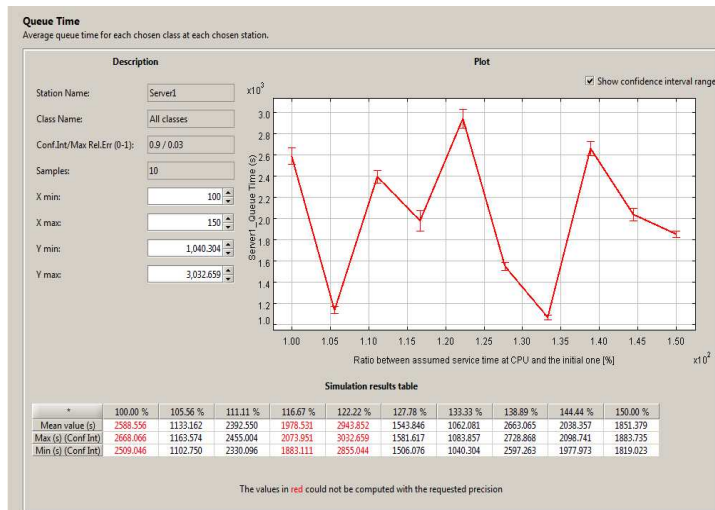 Queue Time
Average queue time for each chosen class at each chosen station.
Description
Station Name: Server1
Class Name: All classes
Conf.Int/Max Rel.Err (0-1): 0.9 / 0.03
Samples: 10
X min: 100
X max: 150
Y min: 1,040.304
Y max: 3,032.659
Plot
Show confidence interval range
x10³
3.0
2.8
2.6
2.4
2.2
2.0
1.8
1.6
1.4
1.2
1.0
Server1_Queue Time (s)
1.00 1.05 1.10 1.15 1.20 1.25 1.30 1.35 1.40 1.45 1.50
Ratio between assumed service time at CPU and the initial one [%]
x10²
Simulation results table
* 100.00 % 105.56 % 111.11 % 116.67 % 122.22 % 127.78 % 133.33 % 138.89 % 144.44 % 150.00 %
Mean value (s) 2588.556 1133.162 2392.550 1978.531 2943.852 1543.846 1062.081 2663.065 2038.357 1851.379
Max (s) (Conf Int) 2668.066 1163.574 2455.004 2073.951 3032.659 1581.617 1083.857 2728.868 2098.741 1883.735
Min (s) (Conf Int) 2509.046 1102.750 2330.096 1883.111 2855.044 1506.076 1040.304 2597.263 1977.973 1819.023
The values in red could not be computed with the requested precision